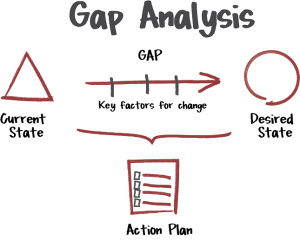 Gap Analysis
GAP
Key factors for change
Current
State
Desired
State
Action Plan